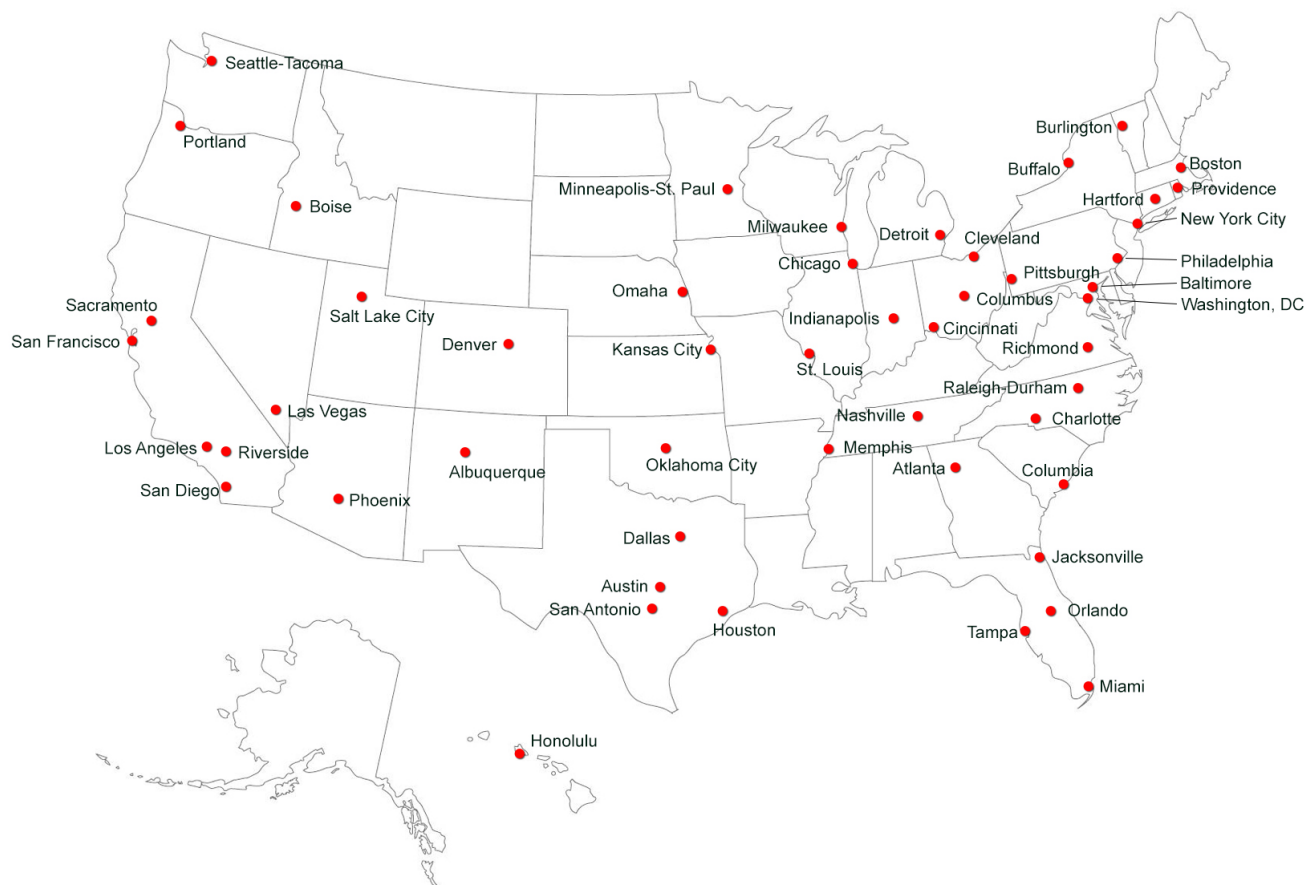 Seattle-Tacoma
Portland
Boise
Minneapolis-St. Paul
Burlington
Buffalo
Boston
Providence
Hartford
New York City
Milwaukee
Detroit
Cleveland
Chicago
Philadelphia
Pittsburgh
Baltimore
Washington, DC
Omaha
Columbus
Sacramento
Salt Lake City
Indianapolis
Cincinnati
San Francisco
Denver
Kansas City
St. Louis
Richmond
Raleigh-Durham
Las Vegas
Nashville
Charlotte
Los Angeles
Riverside
Memphis
Albuquerque
Oklahoma City
Atlanta
Columbia
San Diego
Phoenix
Dallas
Jacksonville
Austin
San Antonio
Houston
Orlando
Tampa
Miami
Honolulu